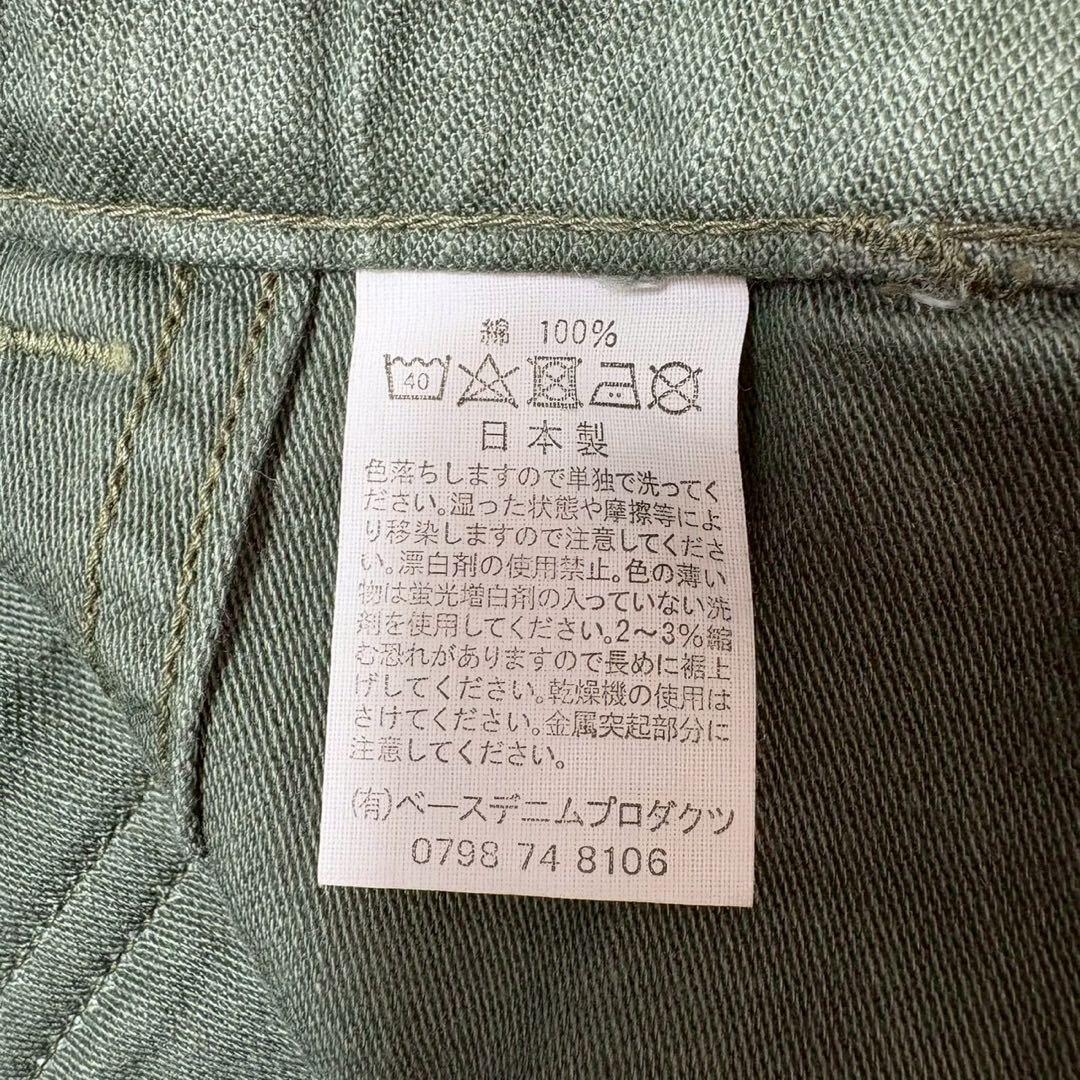 綿 100%
40
日本製
色落ちしますので単独で洗ってく
ださい。湿った状態や摩擦等によ
り移染しますので注意してくださ
い。漂白剤の使用禁止。色の薄い
物は蛍光増白剤の入っていない洗
剤を使用してください。2～3%縮
む恐れがありますので長めに裾上
げしてください。乾燥機の使用は
さけてください。金属突起部分に
注意してください。
(有)ベースデニムプロダクツ
0798 74 8106